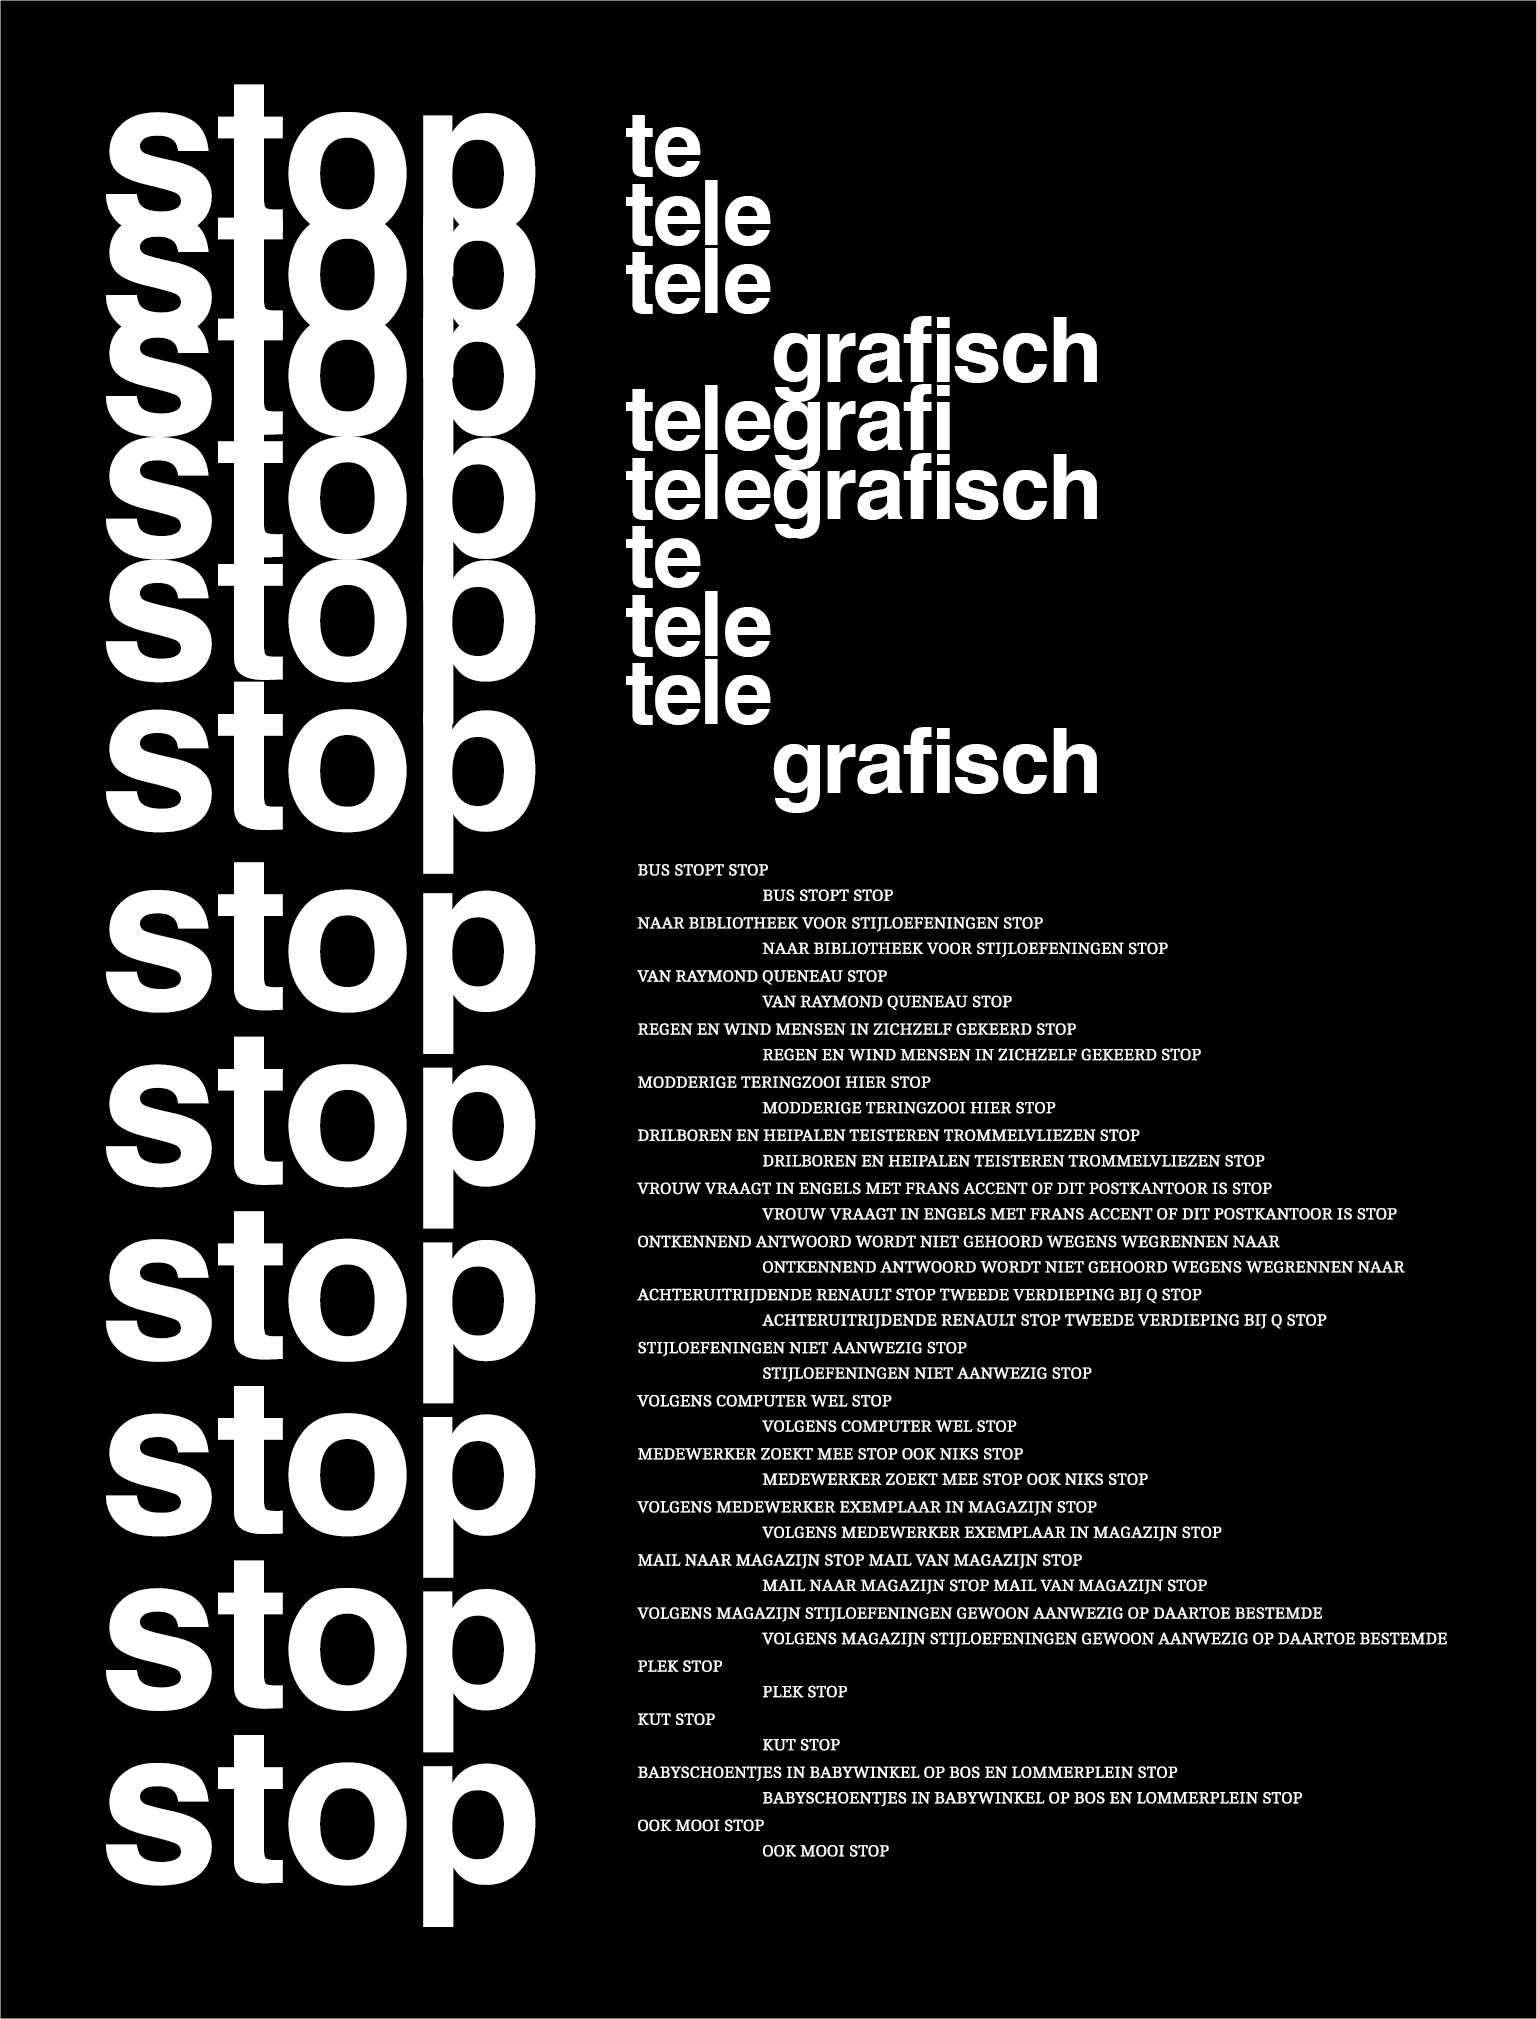 stop
stop
stop
stop
stop
stop
stop
stop
stop
stop
stop
stop
te
tele
tele
grafisch
telegrafi
telegrafisch
te
tele
tele
grafisch
BUS STOPT STOP
BUS STOPT STOP
NAAR BIBLIOTHEEK VOOR STIJLOEFENINGEN STOP
NAAR BIBLIOTHEEK VOOR STIJLOEFENINGEN STOP
VAN RAYMOND QUENEAU STOP
VAN RAYMOND QUENEAU STOP
REGEN EN WIND MENSEN IN ZICHZELF GEKEERD STOP
REGEN EN WIND MENSEN IN ZICHZELF GEKEERD STOP
MODDERIGE TERINGZOOI HIER STOP
MODDERIGE TERINGZOOI HIER STOP
DRILBOREN EN HEIPALEN TEISTEREN TROMMELVLIEZEN STOP
DRILBOREN EN HEIPALEN TEISTEREN TROMMELVLIEZEN STOP
VROUW VRAAGT IN ENGELS MET FRANS ACCENT OF DIT POSTKANTOOR IS STOP
VROUW VRAAGT IN ENGELS MET FRANS ACCENT OF DIT POSTKANTOOR IS STOP
ONTKENNEND ANTWOORD WORDT NIET GEHOORD WEGENS WEGRENNEN NAAR
ONTKENNEND ANTWOORD WORDT NIET GEHOORD WEGENS WEGRENNEN NAAR
ACHTERUITRIJDENDE RENAULT STOP TWEEDE VERDIEPING BIJ Q STOP
ACHTERUITRIJDENDE RENAULT STOP TWEEDE VERDIEPING BIJ Q STOP
STIJLOEFENINGEN NIET AANWEZIG STOP
STIJLOEFENINGEN NIET AANWEZIG STOP
VOLGENS COMPUTER WEL STOP
VOLGENS COMPUTER WEL STOP
MEDEWERKER ZOEKT MEE STOP OOK NIKS STOP
MEDEWERKER ZOEKT MEE STOP OOK NIKS STOP
VOLGENS MEDEWERKER EXEMPLAAR IN MAGAZIJN STOP
VOLGENS MEDEWERKER EXEMPLAAR IN MAGAZIJN STOP
MAIL NAAR MAGAZIJN STOP MAIL VAN MAGAZIJN STOP
MAIL NAAR MAGAZIJN STOP MAIL VAN MAGAZIJN STOP
VOLGENS MAGAZIJN STIJLOEFENINGEN GEWOON AANWEZIG OP DAARTOE BESTEMDE
VOLGENS MAGAZIJN STIJLOEFENINGEN GEWOON AANWEZIG OP DAARTOE BESTEMDE
PLEK STOP
PLEK STOP
KUT STOP
KUT STOP
BABYSCHOENTJES IN BABYWINKEL OP BOS EN LOMMERPLEIN STOP
BABYSCHOENTJES IN BABYWINKEL OP BOS EN LOMMERPLEIN STOP
OOK MOOI STOP
OOK MOOI STOP